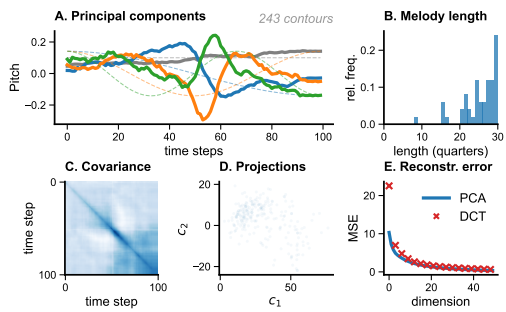 A. Principal components
243 contours
Pitch
0.2
0.0
−0.2
0
20
40
60
80
100
time steps
B. Melody length
rel. freq.
0.2
0.0
0
10
20
30
length (quarters)
C. Covariance
time step
0
100
0
100
time step
D. Projections
c2
20
0
−20
0
50
c1
E. Reconstr. error
MSE
20
10
0
PCA
DCT
0
20
40
dimension